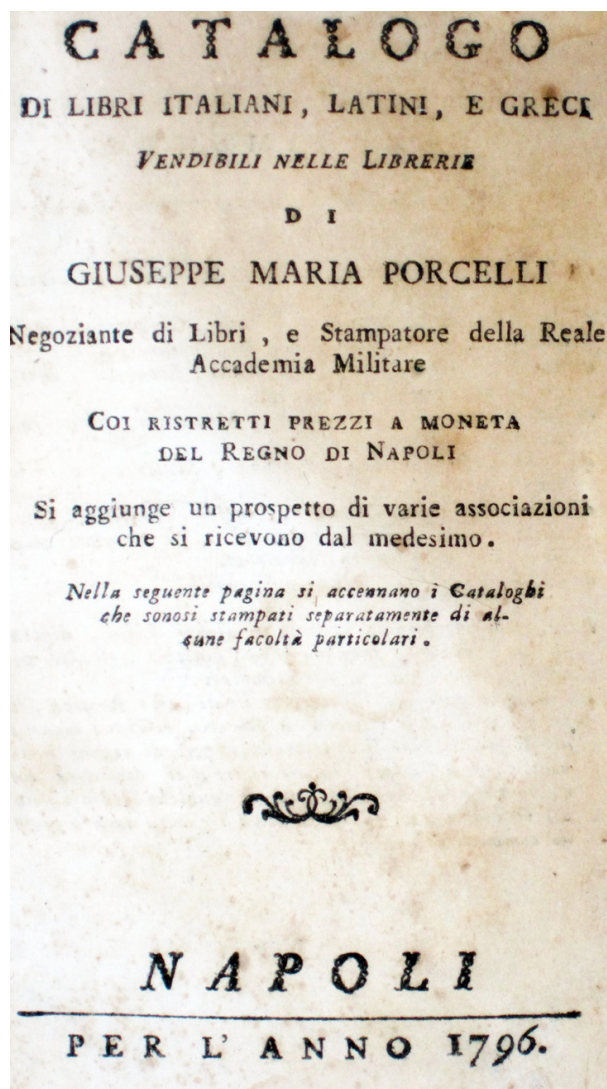 CATALOGO
DI LIBRI ITALIANI, LATINI, E GRECI
VENDIBILI NELLE LIBRERIE
DI
GIUSEPPE MARIA PORCELLI
Negoziante di Libri , e Stampatore della Reale
Accademia Militare
COI RISTRETTI PREZZI A MONETA
DEL REGNO DI NAPOLI
Si aggiunge un prospetto di varie associazioni
che si ricevono dal medesimo .
Nella seguente pagina si accennano i Cataloghi
che sonosi stampati separatamente di al-
cune facoltà particolari .
NAPOLI
PER L' ANNO 1796.